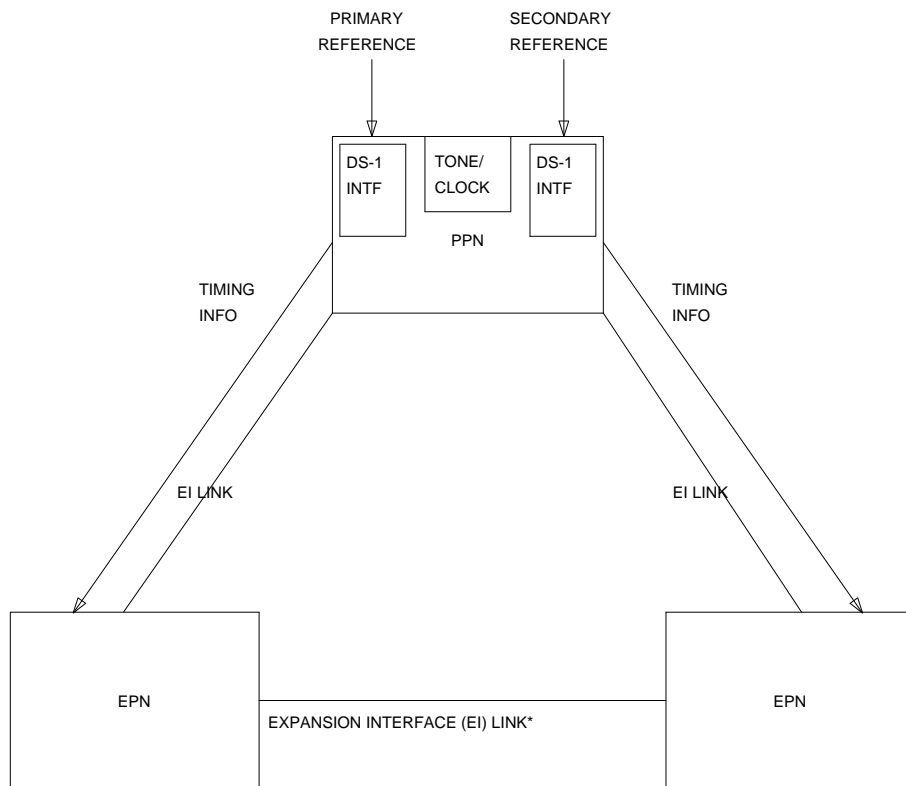 PRIMARY
REFERENCE
SECONDARY
REFERENCE
DS-1
INTF
TONE/
CLOCK
DS-1
INTF
PPN
TIMING
INFO
TIMING
INFO
EI LINK
EI LINK
EPN
EPN
EXPANSION INTERFACE (EI) LINK*